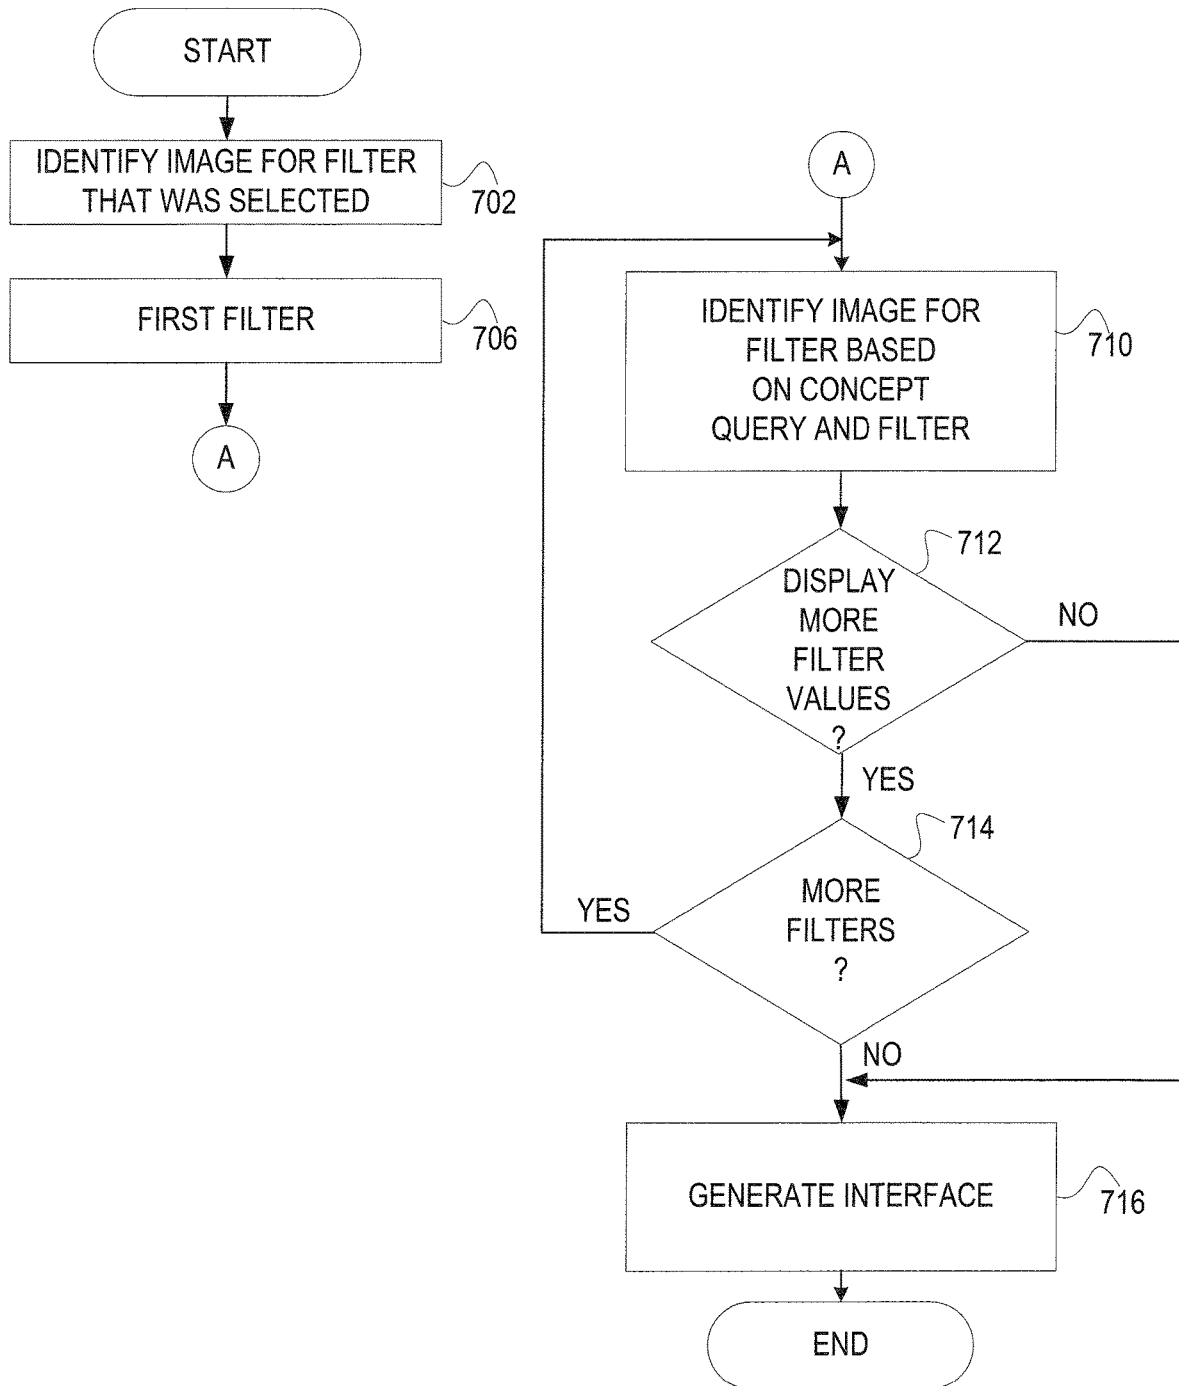 START
IDENTIFY IMAGE FOR FILTER
THAT WAS SELECTED
702
FIRST FILTER
706
A
A
IDENTIFY IMAGE FOR
FILTER BASED
ON CONCEPT
QUERY AND FILTER
710
DISPLAY
MORE
FILTER
VALUES
?
712
NO
YES
MORE
FILTERS
?
714
YES
NO
GENERATE INTERFACE
716
END